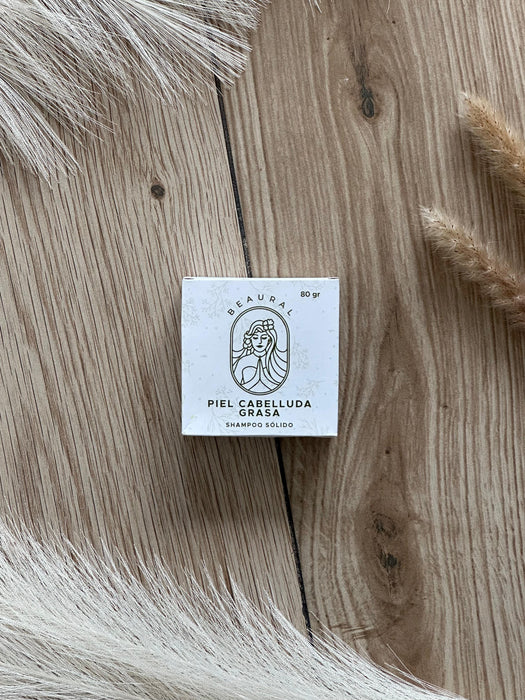 BEAURAL
80 gr
PIEL CABELLUDA
GRASA
SHAMPOO SÓLIDO